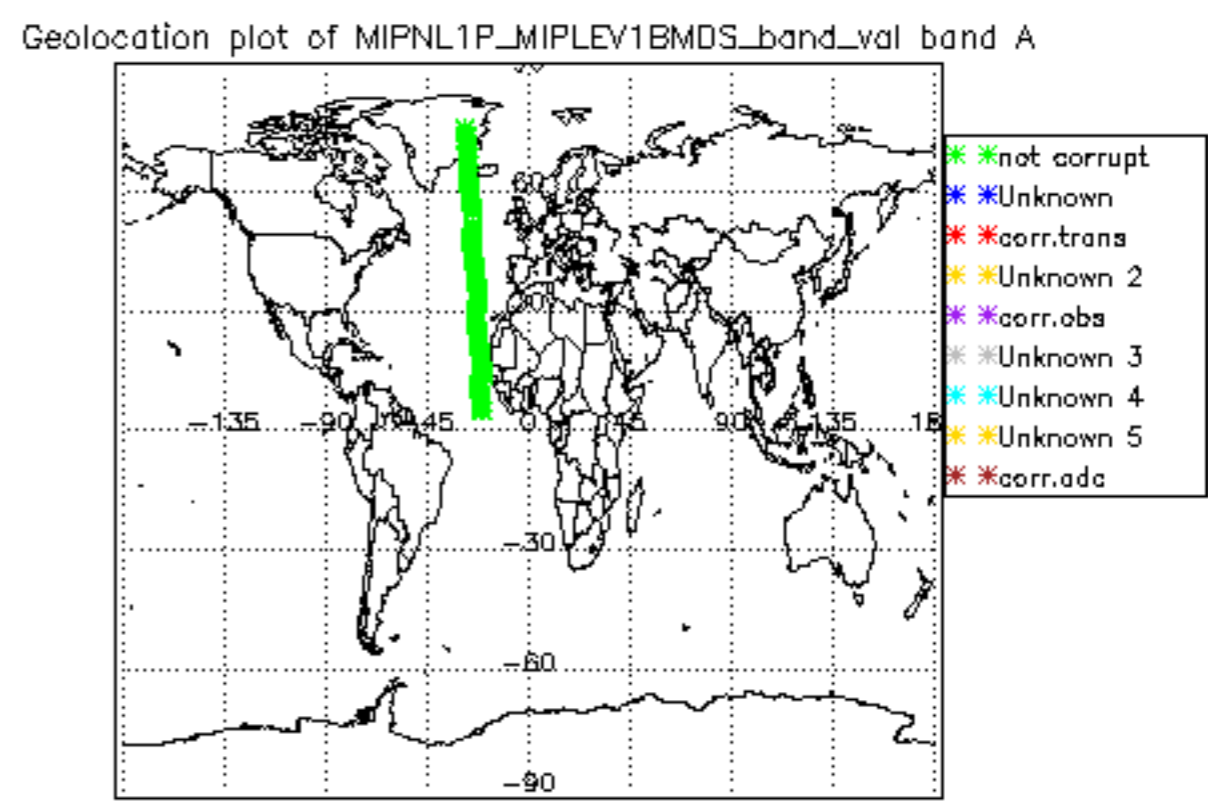 Geolocation plot of MIPNL1P_MIPLEV1BMDS_band_val band A
not corrupt
Unknown
corr.trans
Unknown 2
corr.obs
Unknown 3
Unknown 4
Unknown 5
corr.adc
60
-135 -90 -45 0 45 90 135
-30
-60
-90